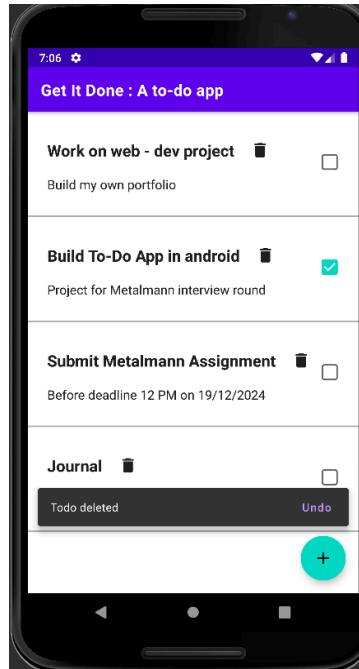 7:06
Get It Done : A to-do app
Work on web - dev project
Build my own portfolio
Build To-Do App in android
Project for Metalmann interview round
Submit Metalmann Assignment
Before deadline 12 PM on 19/12/2024
Journal
Todo deleted Undo
+